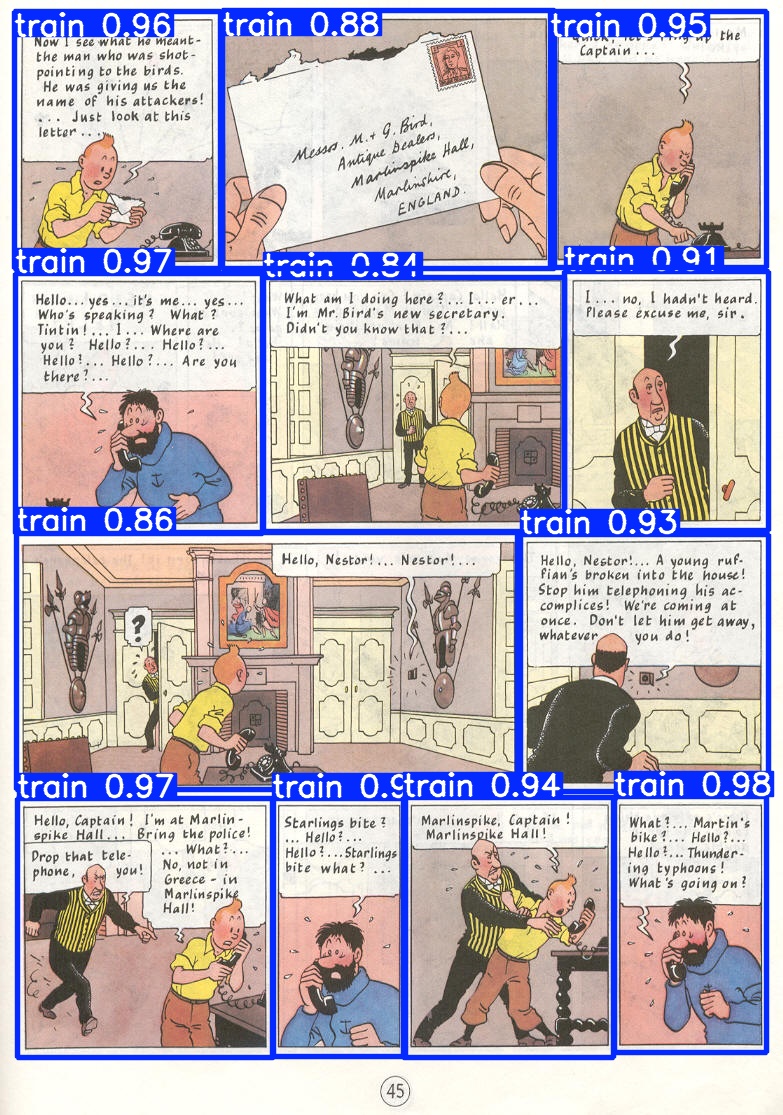 train 0.96
Now I see what he meant-
the man who was shot-
pointing to the birds.
He was giving us the
name of his attackers!
... Just look at this
letter...
train 0.88
Messrs. M. + G. Bird,
Antique Dealers,
Marlinspike Hall,
Marlinshire,
ENGLAND.
train 0.95
the
Captain ...
train 0.97
Hello... yes... it's me... yes...
Who's speaking? What?
Tintin!... I... Where are
you? Hello?... Hello?...
Hello?... Hello?... Are you
there?...
train 0.84
What am I doing here?... I... er...
I'm Mr. Bird's new secretary.
Didn't you know that?...
train 0.91
I... no, I hadn't heard.
Please excuse me, sir.
train 0.86
Hello, Nestor!... Nestor!...
?
train 0.93
Hello, Nestor!... A young ruf-
fian's broken into the house!
Stop him telephoning his ac-
complices! We're coming at
once. Don't let him get away,
whatever you do!
train 0.97
Hello, Captain! I'm at Marlin-
spike Hall... Bring the police!
Drop that tele-
phone, you!
... What?...
No, not in
Greece - in
Marlinspike
Hall!
train 0.9
Starlings bite?
... Hello?...
Hello?...Starlings
bite what? ...
train 0.94
Marlinspike, Captain!
Marlinspike Hall!
train 0.98
What?... Martin's
bike?... Hello?...
Hello?... Thunder-
ing typhoons!
What's going on?
45